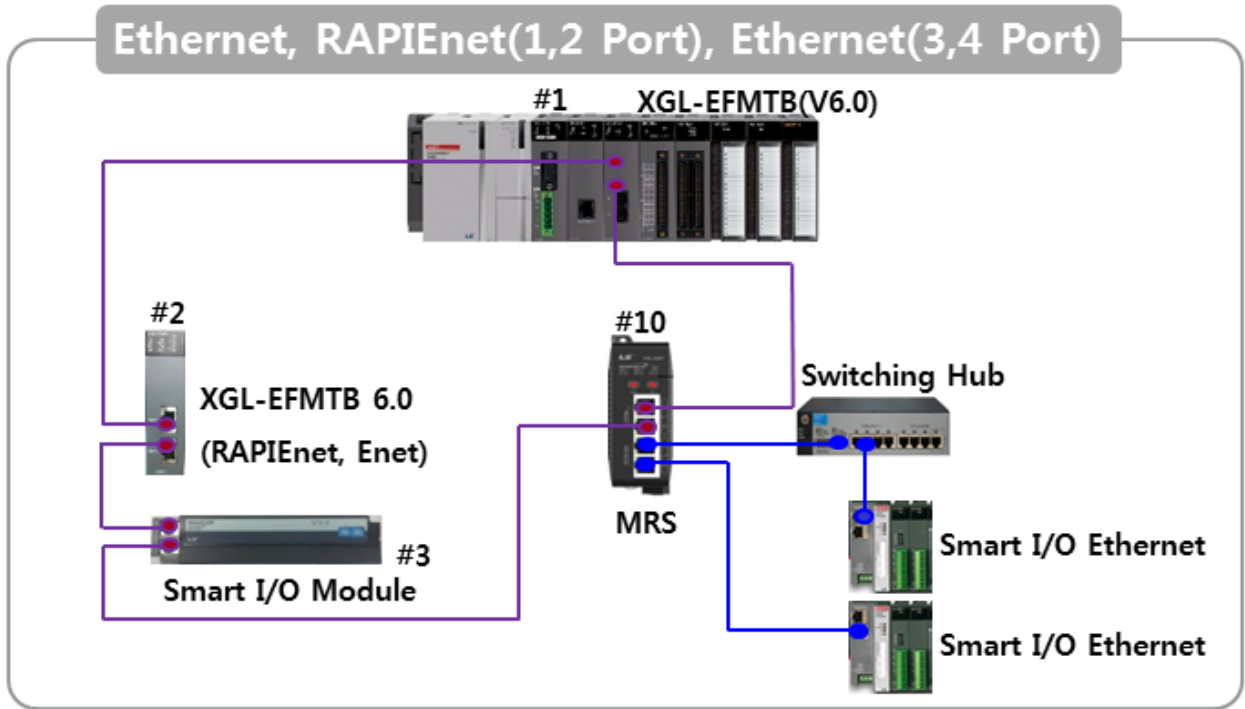 Ethernet, RAPIEnet(1,2 Port), Ethernet(3,4 Port)
#1
XGL-EFMTB(V6.0)
#2
#10
Switching Hub
XGL-EFMTB 6.0
(RAPIEnet, Enet)
MRS
#3
Smart I/O Module
Smart I/O Ethernet
Smart I/O Ethernet